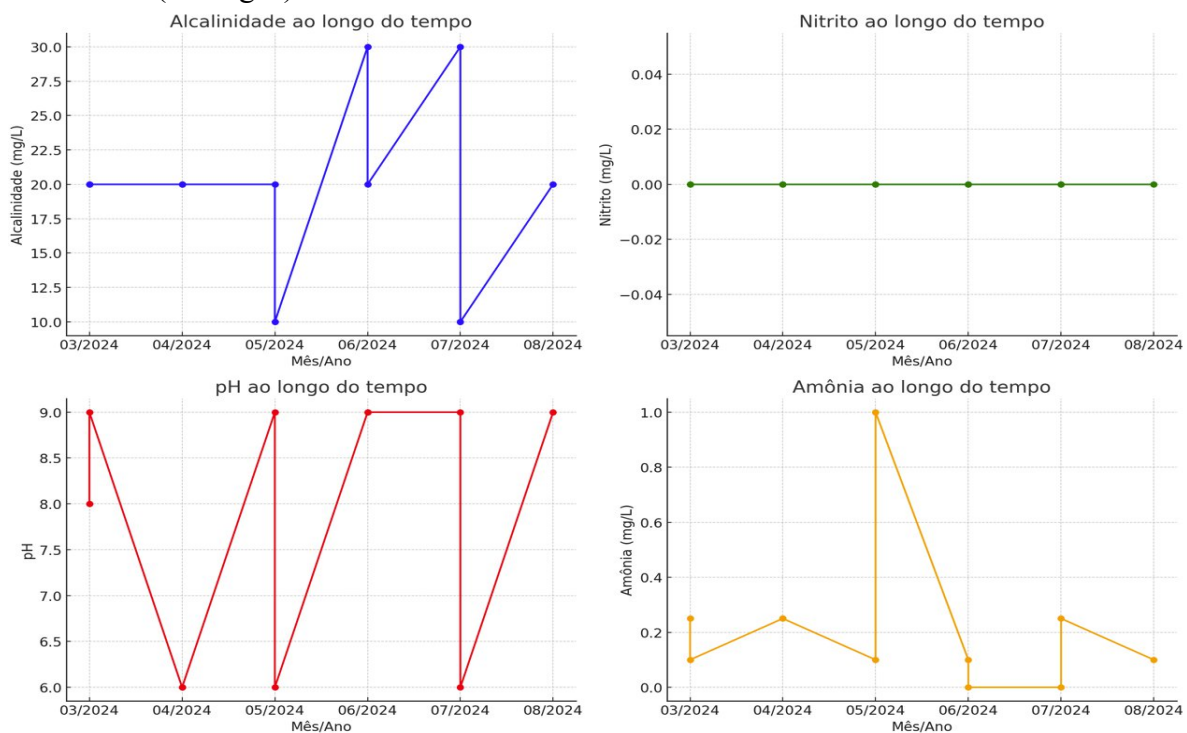 Alcalinidade ao longo do tempo
30.0
27.5
25.0
22.5
20.0
17.5
15.0
12.5
10.0
Alcalinidade (mg/L)
03/2024 04/2024 05/2024 06/2024 07/2024 08/2024
Mês/Ano
Nitrito ao longo do tempo
0.04
0.02
0.00
−0.02
−0.04
Nitrito (mg/L)
03/2024 04/2024 05/2024 06/2024 07/2024 08/2024
Mês/Ano
pH ao longo do tempo
9.0
8.5
8.0
7.5
7.0
6.5
6.0
pH
03/2024 04/2024 05/2024 06/2024 07/2024 08/2024
Mês/Ano
Amônia ao longo do tempo
1.0
0.8
0.6
0.4
0.2
0.0
Amônia (mg/L)
03/2024 04/2024 05/2024 06/2024 07/2024 08/2024
Mês/Ano